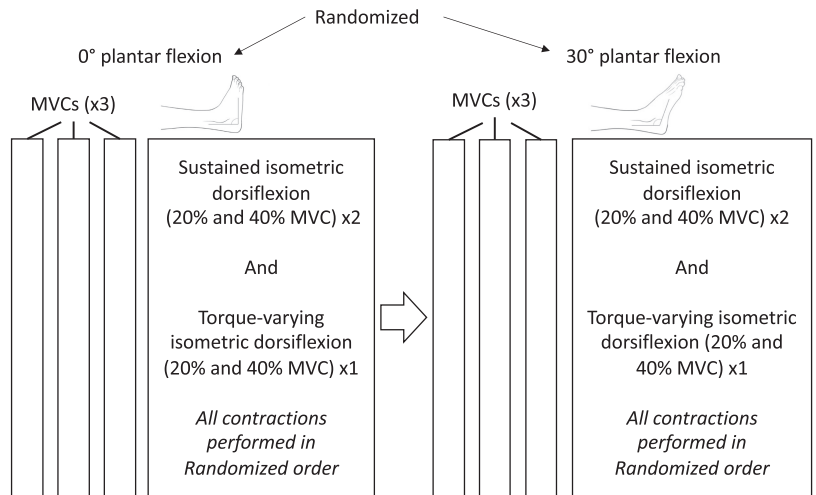 Randomized
0° plantar flexion
30° plantar flexion
MVCs (x3)
MVCs (x3)
Sustained isometric
dorsiflexion
(20% and 40% MVC) x2
And
Torque-varying
isometric dorsiflexion
(20% and 40% MVC) x1
All contractions
performed in
Randomized order
Sustained isometric
dorsiflexion
(20% and 40% MVC) x2
And
Torque-varying isometric
dorsiflexion (20% and
40% MVC) x1
All contractions
performed in
Randomized order